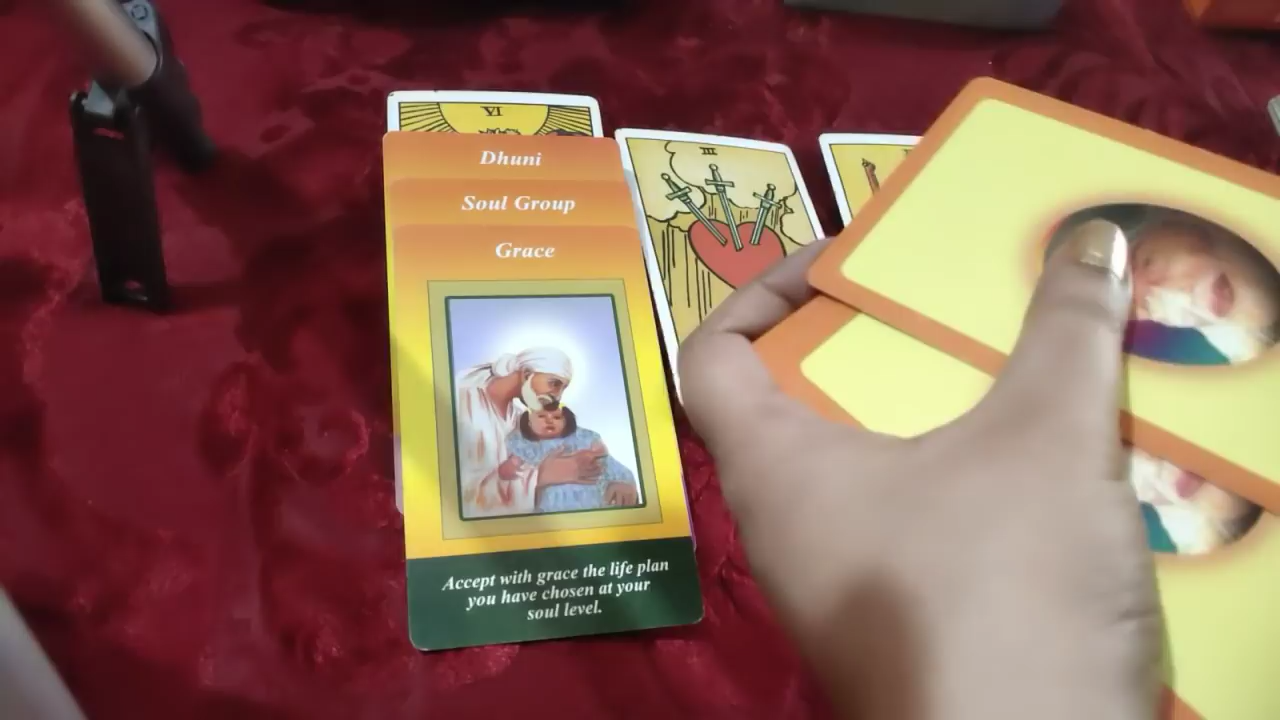 VI
Dhuni
III
Soul Group
Grace
Accept with grace the life plan
you have chosen at your
soul level.